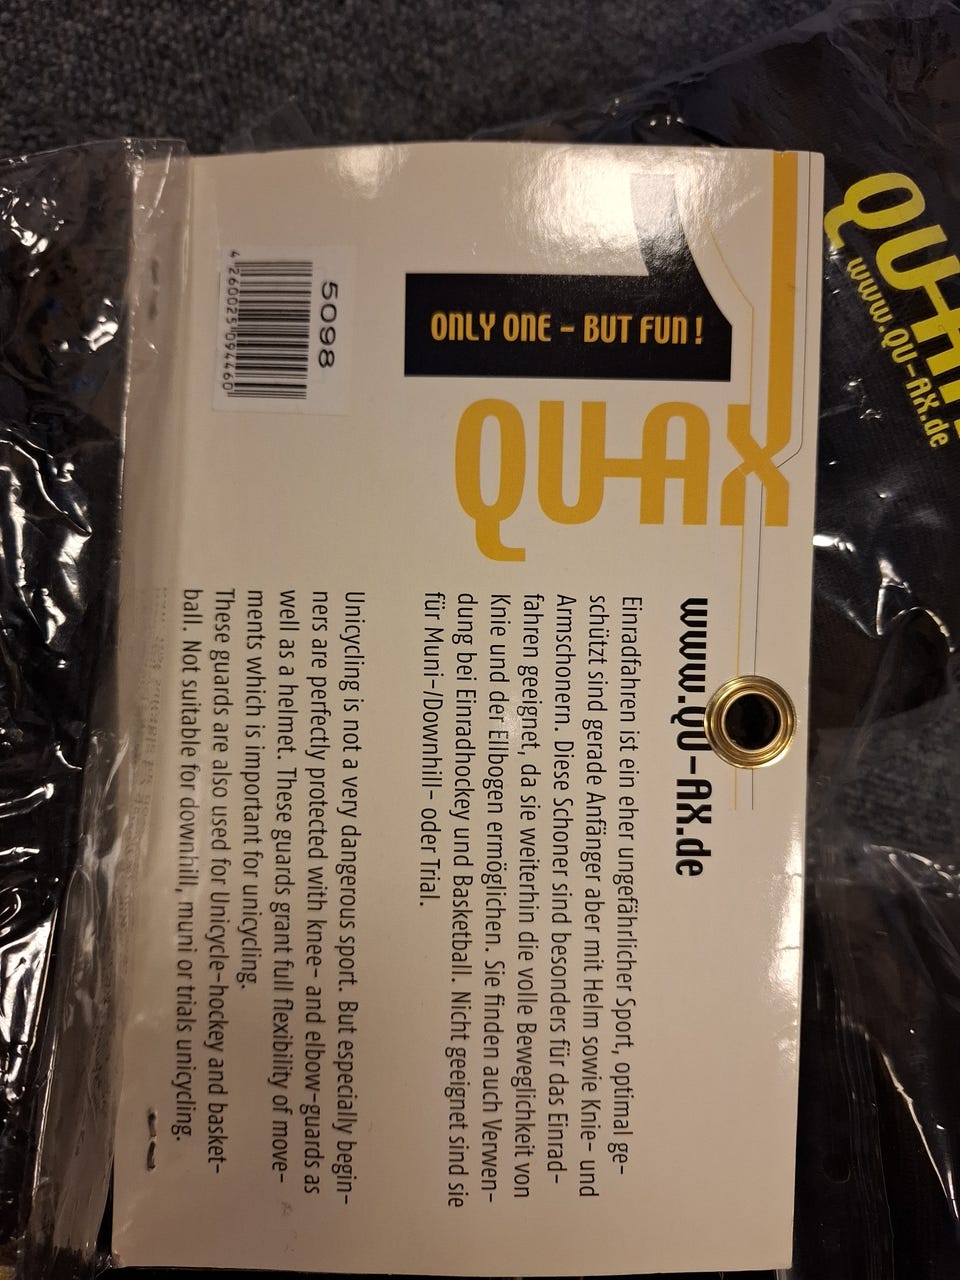 ONLY ONE – BUT FUN !
QU-AX
5098
4 260025 094460
www.QU-AX.de
Einradfahren ist ein eher ungefährlicher Sport, optimal ge-
schützt sind gerade Anfänger aber mit Helm sowie Knie- und
Armschonern. Diese Schoner sind besonders für das Einrad-
fahren geeignet, da sie weiterhin die volle Beweglichkeit von
Knie und der Ellbogen ermöglichen. Sie finden auch Verwen-
dung bei Einradhockey und Basketball. Nicht geeignet sind sie
für Muni-/Downhill- oder Trial.
Unicycling is not a very dangerous sport. But especially begin-
ners are perfectly protected with knee- and elbow-guards as
well as a helmet. These guards grant full flexibility of move-
ments which is important for unicycling.
These guards are also used for Unicycle-hockey and basket-
ball. Not suitable for downhill, muni or trials unicycling.
www.QU-AX.de